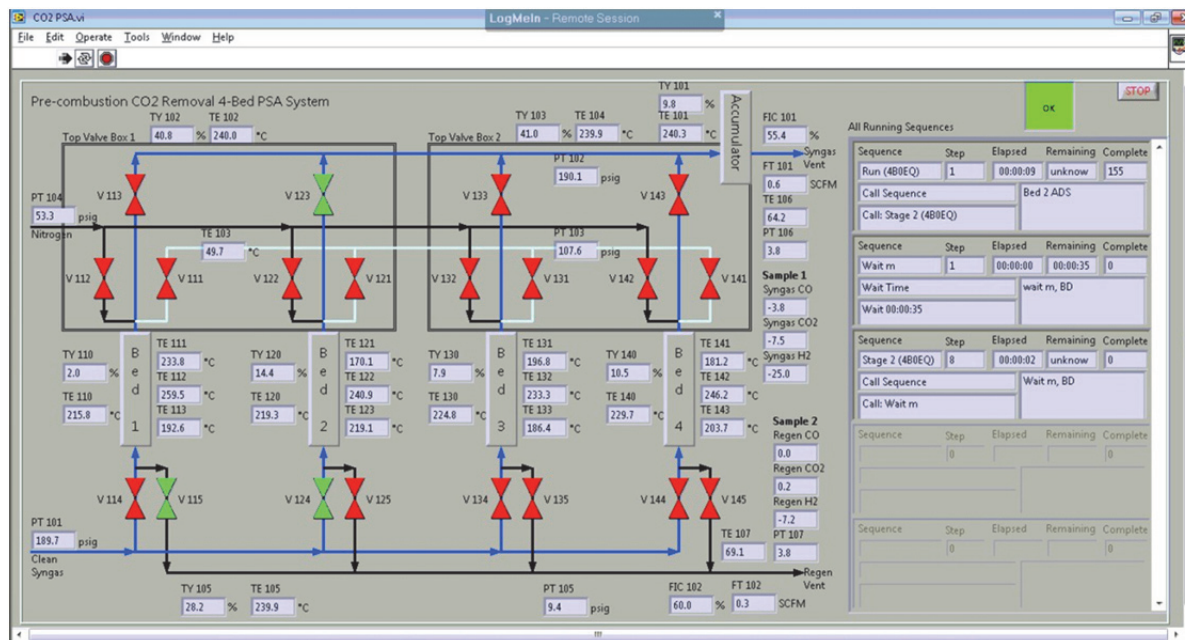 CO2 PSA.vi
LogMeIn - Remote Session
File Edit Operate Tools Window Help
Pre-combustion CO2 Removal 4-Bed PSA System
TY 101
9.8 %
TE 101
240.3 °C
Accumulator
OK
STOP
TY 102 TE 102
40.8 % 240.0 °C
TY 103 TE 104
41.0 % 239.9 °C
FIC 101
55.4 %
Syngas Vent
Top Valve Box 1
Top Valve Box 2
PT 102
190.1 psig
V 113
V 123
V 133
V 143
FT 101
0.6 SCFM
PT 104
53.3 psig
Nitrogen
TE 103
49.7 °C
PT 103
107.6 psig
TE 106
64.2
PT 106
3.8
V 112 V 111 V 122 V 121 V 132 V 131 V 142 V 141
Sample 1
Syngas CO
-3.8
Syngas CO2
-7.5
Syngas H2
-25.0
TY 110
2.0 %
TE 110
215.8 °C
Bed 1
TE 111
233.8 °C
TE 112
259.5 °C
TE 113
192.6 °C
TY 120
14.4 %
TE 120
219.3 °C
Bed 2
TE 121
170.1 °C
TE 122
240.9 °C
TE 123
219.1 °C
TY 130
7.9 %
TE 130
224.8 °C
Bed 3
TE 131
196.8 °C
TE 132
233.3 °C
TE 133
186.4 °C
TY 140
10.5 %
TE 140
229.7 °C
Bed 4
TE 141
181.2 °C
TE 142
246.2 °C
TE 143
203.7 °C
Sample 2
Regen CO
0.0
Regen CO2
0.2
Regen H2
-7.2
V 114 V 115 V 124 V 125 V 134 V 135 V 144 V 145
PT 101
189.7 psig
Clean Syngas
TE 107
69.1
PT 107
3.8
Regen Vent
TY 105 TE 105
28.2 % 239.9 °C
PT 105
9.4 psig
FIC 102
60.0 %
FT 102
0.3 SCFM
All Running Sequences
Sequence Step Elapsed Remaining Complete
Run (4B0EQ) 1 00:00:09 unknow 155
Call Sequence Bed 2 ADS
Call: Stage 2 (4B0EQ)
Sequence Step Elapsed Remaining Complete
Wait m 1 00:00:00 00:00:35 0
Wait Time wait m, BD
Wait 00:00:35
Sequence Step Elapsed Remaining Complete
Stage 2 (4B0EQ) 8 00:00:02 unknow 0
Call Sequence Wait m, BD
Call: Wait m
Sequence Step Elapsed Remaining Complete
0 0
Sequence Step Elapsed Remaining Complete
0 0